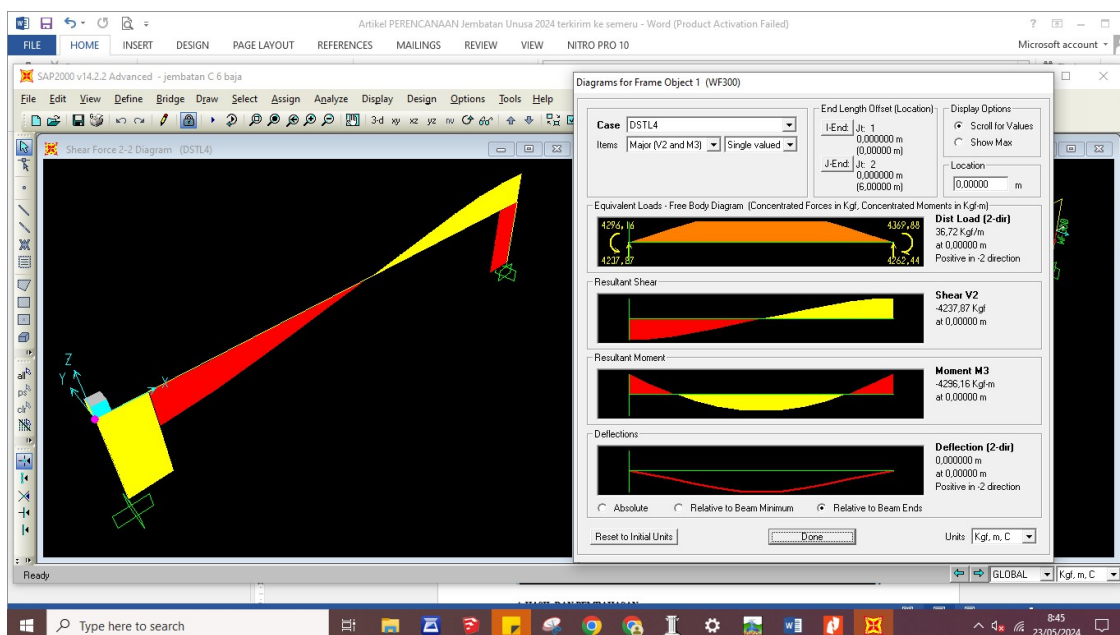 Artikel PERENCANAAN Jembatan Unusa 2024 terkirim ke semeru - Word (Product Activation Failed)
FILE HOME INSERT DESIGN PAGE LAYOUT REFERENCES MAILINGS REVIEW VIEW NITRO PRO 10 Microsoft account
SAP2000 v14.2.2 Advanced - jembatan C 6 baja
File Edit View Define Bridge Draw Select Assign Analyze Display Design Options Tools Help
3-d xy xz yz nv
Shear Force 2-2 Diagram (DSTL4)
Z
Y
X
all
ps
clr
Diagrams for Frame Object 1 (WF300)
Case DSTL4
Items Major (V2 and M3) Single valued
End Length Offset (Location)
I-End: Jt: 1
0,000000 m
(0,00000 m)
J-End: Jt: 2
0,000000 m
(6,00000 m)
Display Options
Scroll for Values
Show Max
Location
0,00000 m
Equivalent Loads - Free Body Diagram (Concentrated Forces in Kgf, Concentrated Moments in Kgf-m)
4296,16 4369,88
4237,87 4262,44
Dist Load (2-dir)
36,72 Kgf/m
at 0,00000 m
Positive in -2 direction
Resultant Shear
Shear V2
-4237,87 Kgf
at 0,00000 m
Resultant Moment
Moment M3
-4296,16 Kgf-m
at 0,00000 m
Deflections
Deflection (2-dir)
0,000000 m
at 0,00000 m
Positive in -2 direction
Absolute Relative to Beam Minimum Relative to Beam Ends
Reset to Initial Units Done Units Kgf, m, C
Ready GLOBAL Kgf, m, C
Type here to search
8:45
23/05/2024